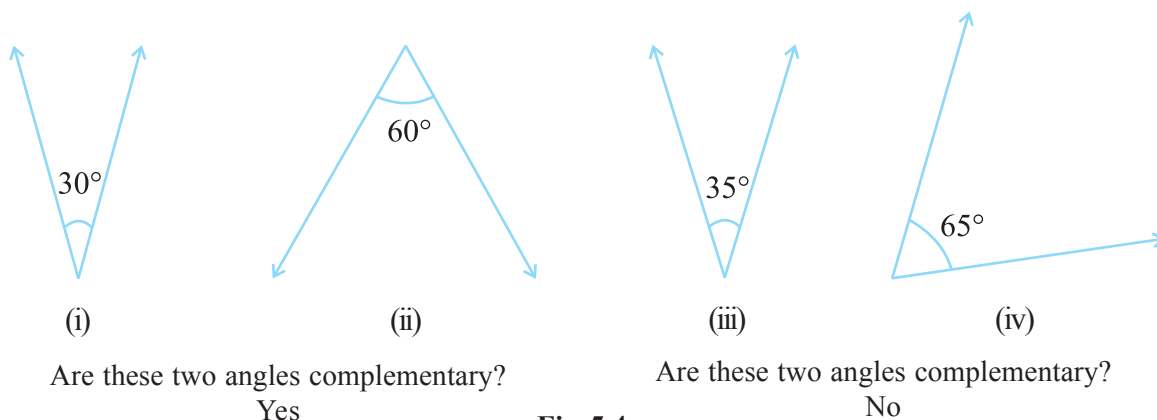 30°
60°
35°
65°
(i)
(ii)
(iii)
(iv)
Are these two angles complementary?
Yes
Are these two angles complementary?
No